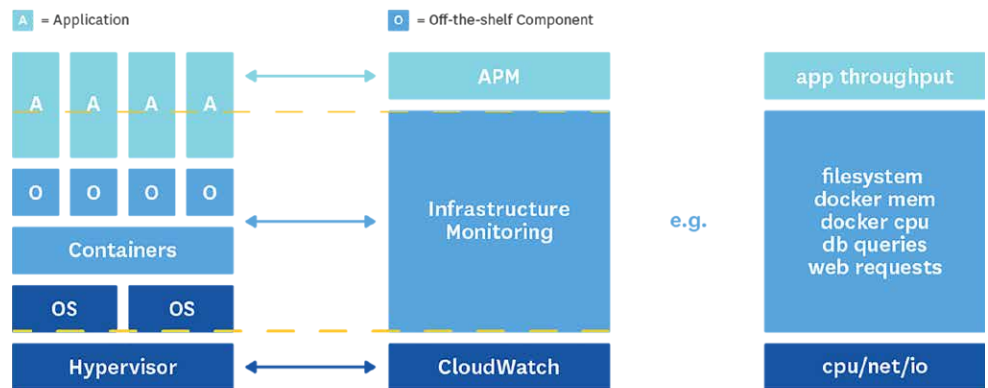 A = Application
O = Off-the-shelf Component
A A A A
APM
app throughput
O O O O
Containers
Infrastructure
Monitoring
e.g.
filesystem
docker mem
docker cpu
db queries
web requests
OS OS
Hypervisor
CloudWatch
cpu/net/io